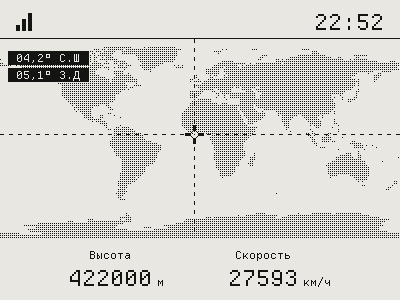 22:52
04,2° С.Ш
05,1° З.Д
Высота
422000 м
Скорость
27593 км/ч